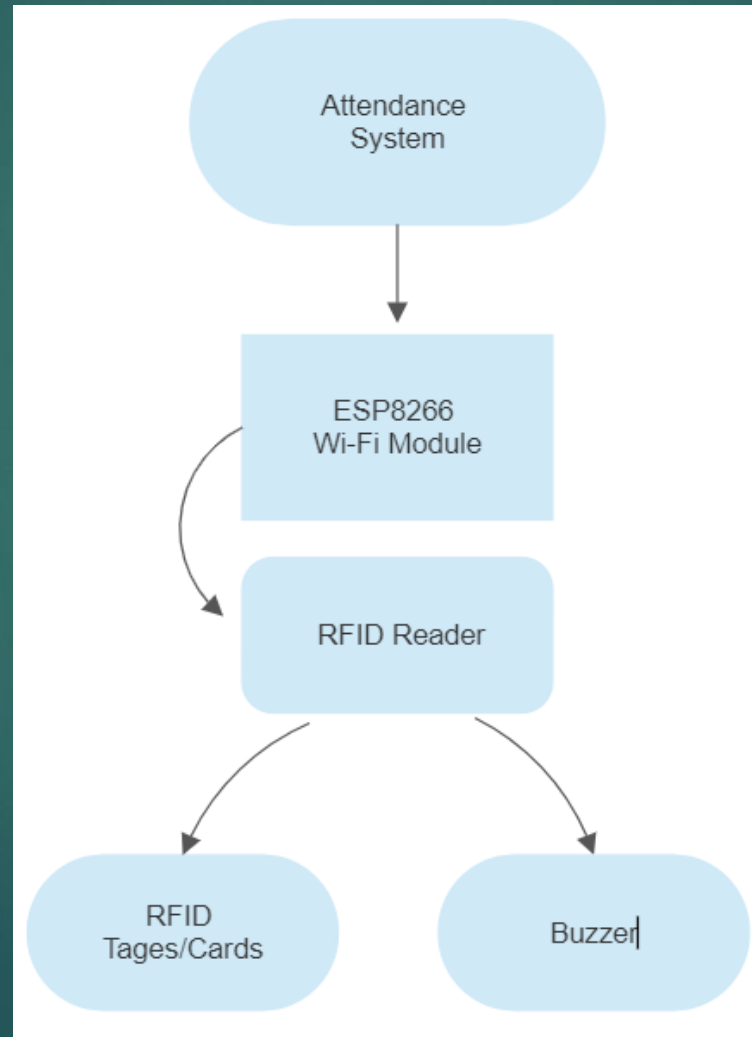 Attendance
System
ESP8266
Wi-Fi Module
RFID Reader
RFID
Tages/Cards
Buzzer